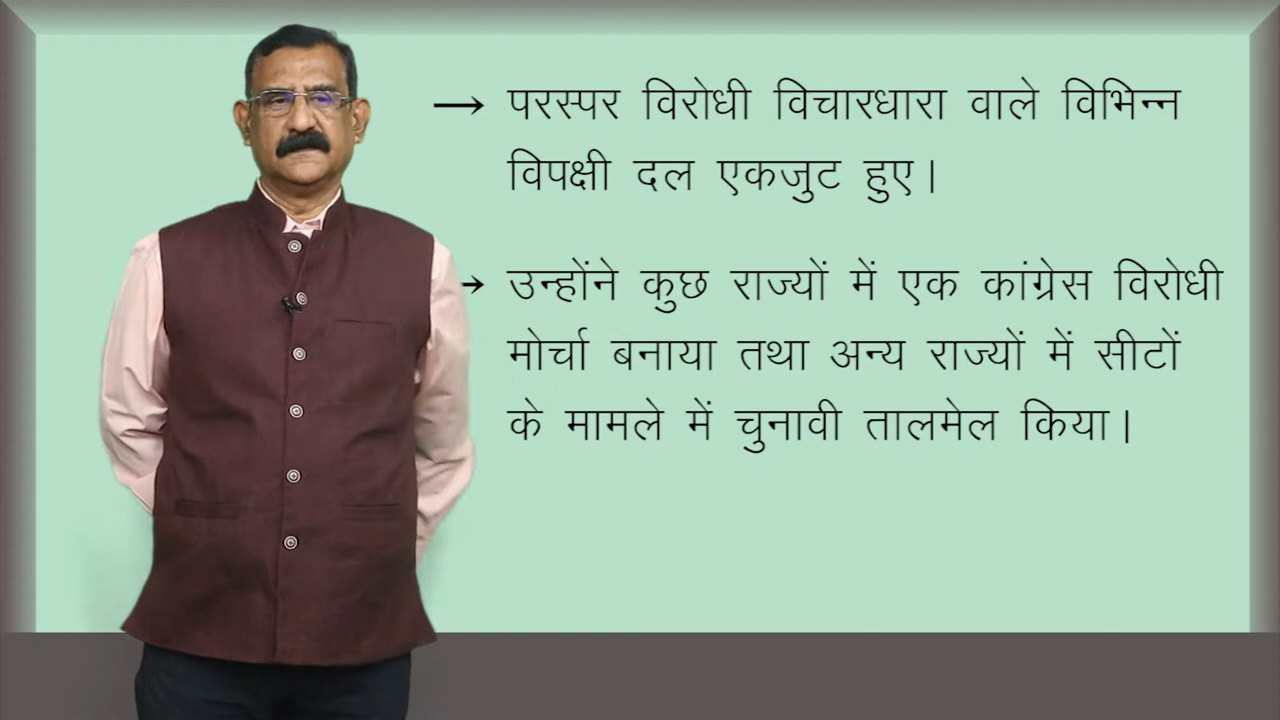 → परस्पर विरोधी विचारधारा वाले विभिन्न
विपक्षी दल एकजुट हुए।
→ उन्होंने कुछ राज्यों में एक कांग्रेस विरोधी
मोर्चा बनाया तथा अन्य राज्यों में सीटों
के मामले में चुनावी तालमेल किया।